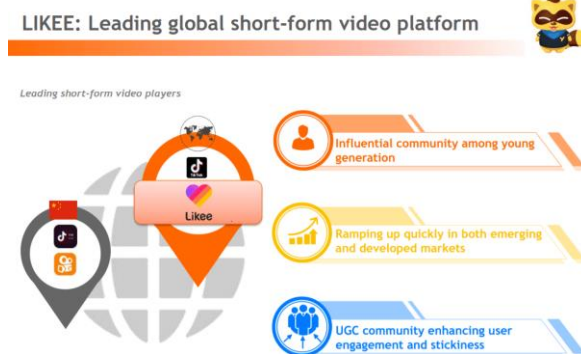 LIKEE: Leading global short-form video platform
Leading short-form video players
Likee
Influential community among young
generation
Ramping up quickly in both emerging
and developed markets
UGC community enhancing user
engagement and stickiness